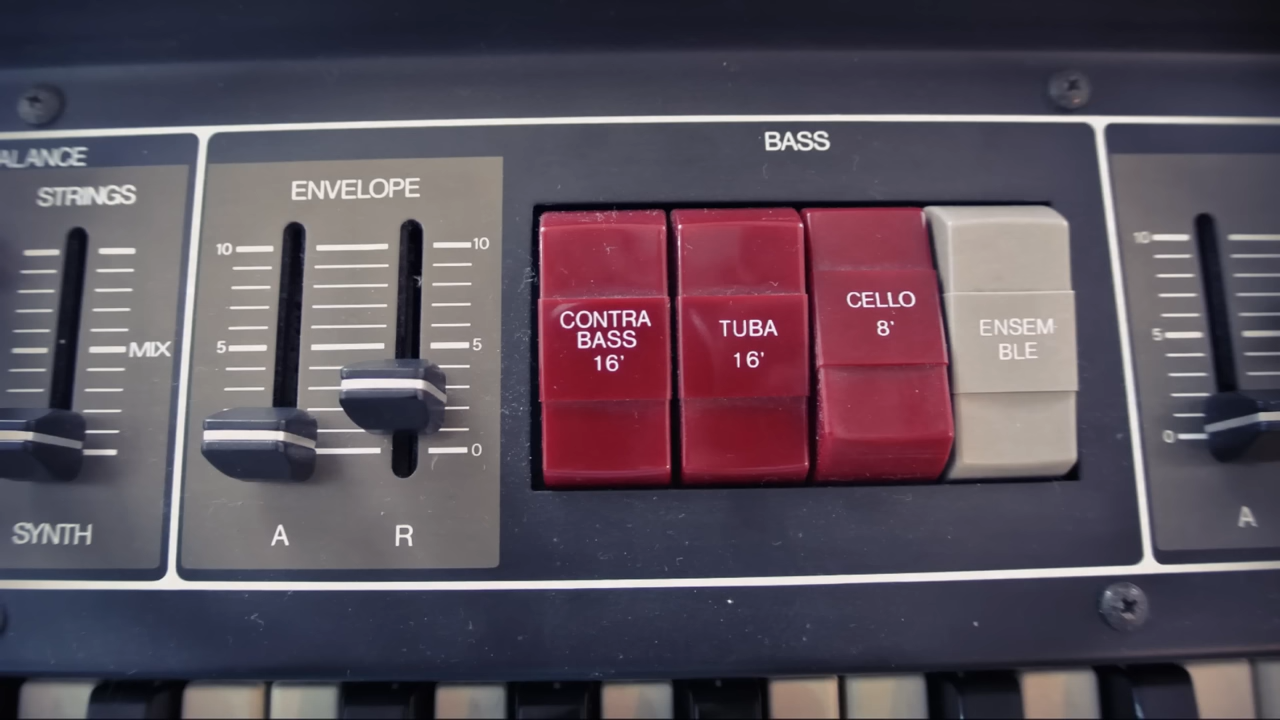 BASS
ALANCE
STRINGS
MIX
SYNTH
ENVELOPE
10
10
5
5
0
A
R
CONTRA
BASS
16'
TUBA
16'
CELLO
8'
ENSEM
BLE
10
5
0
A